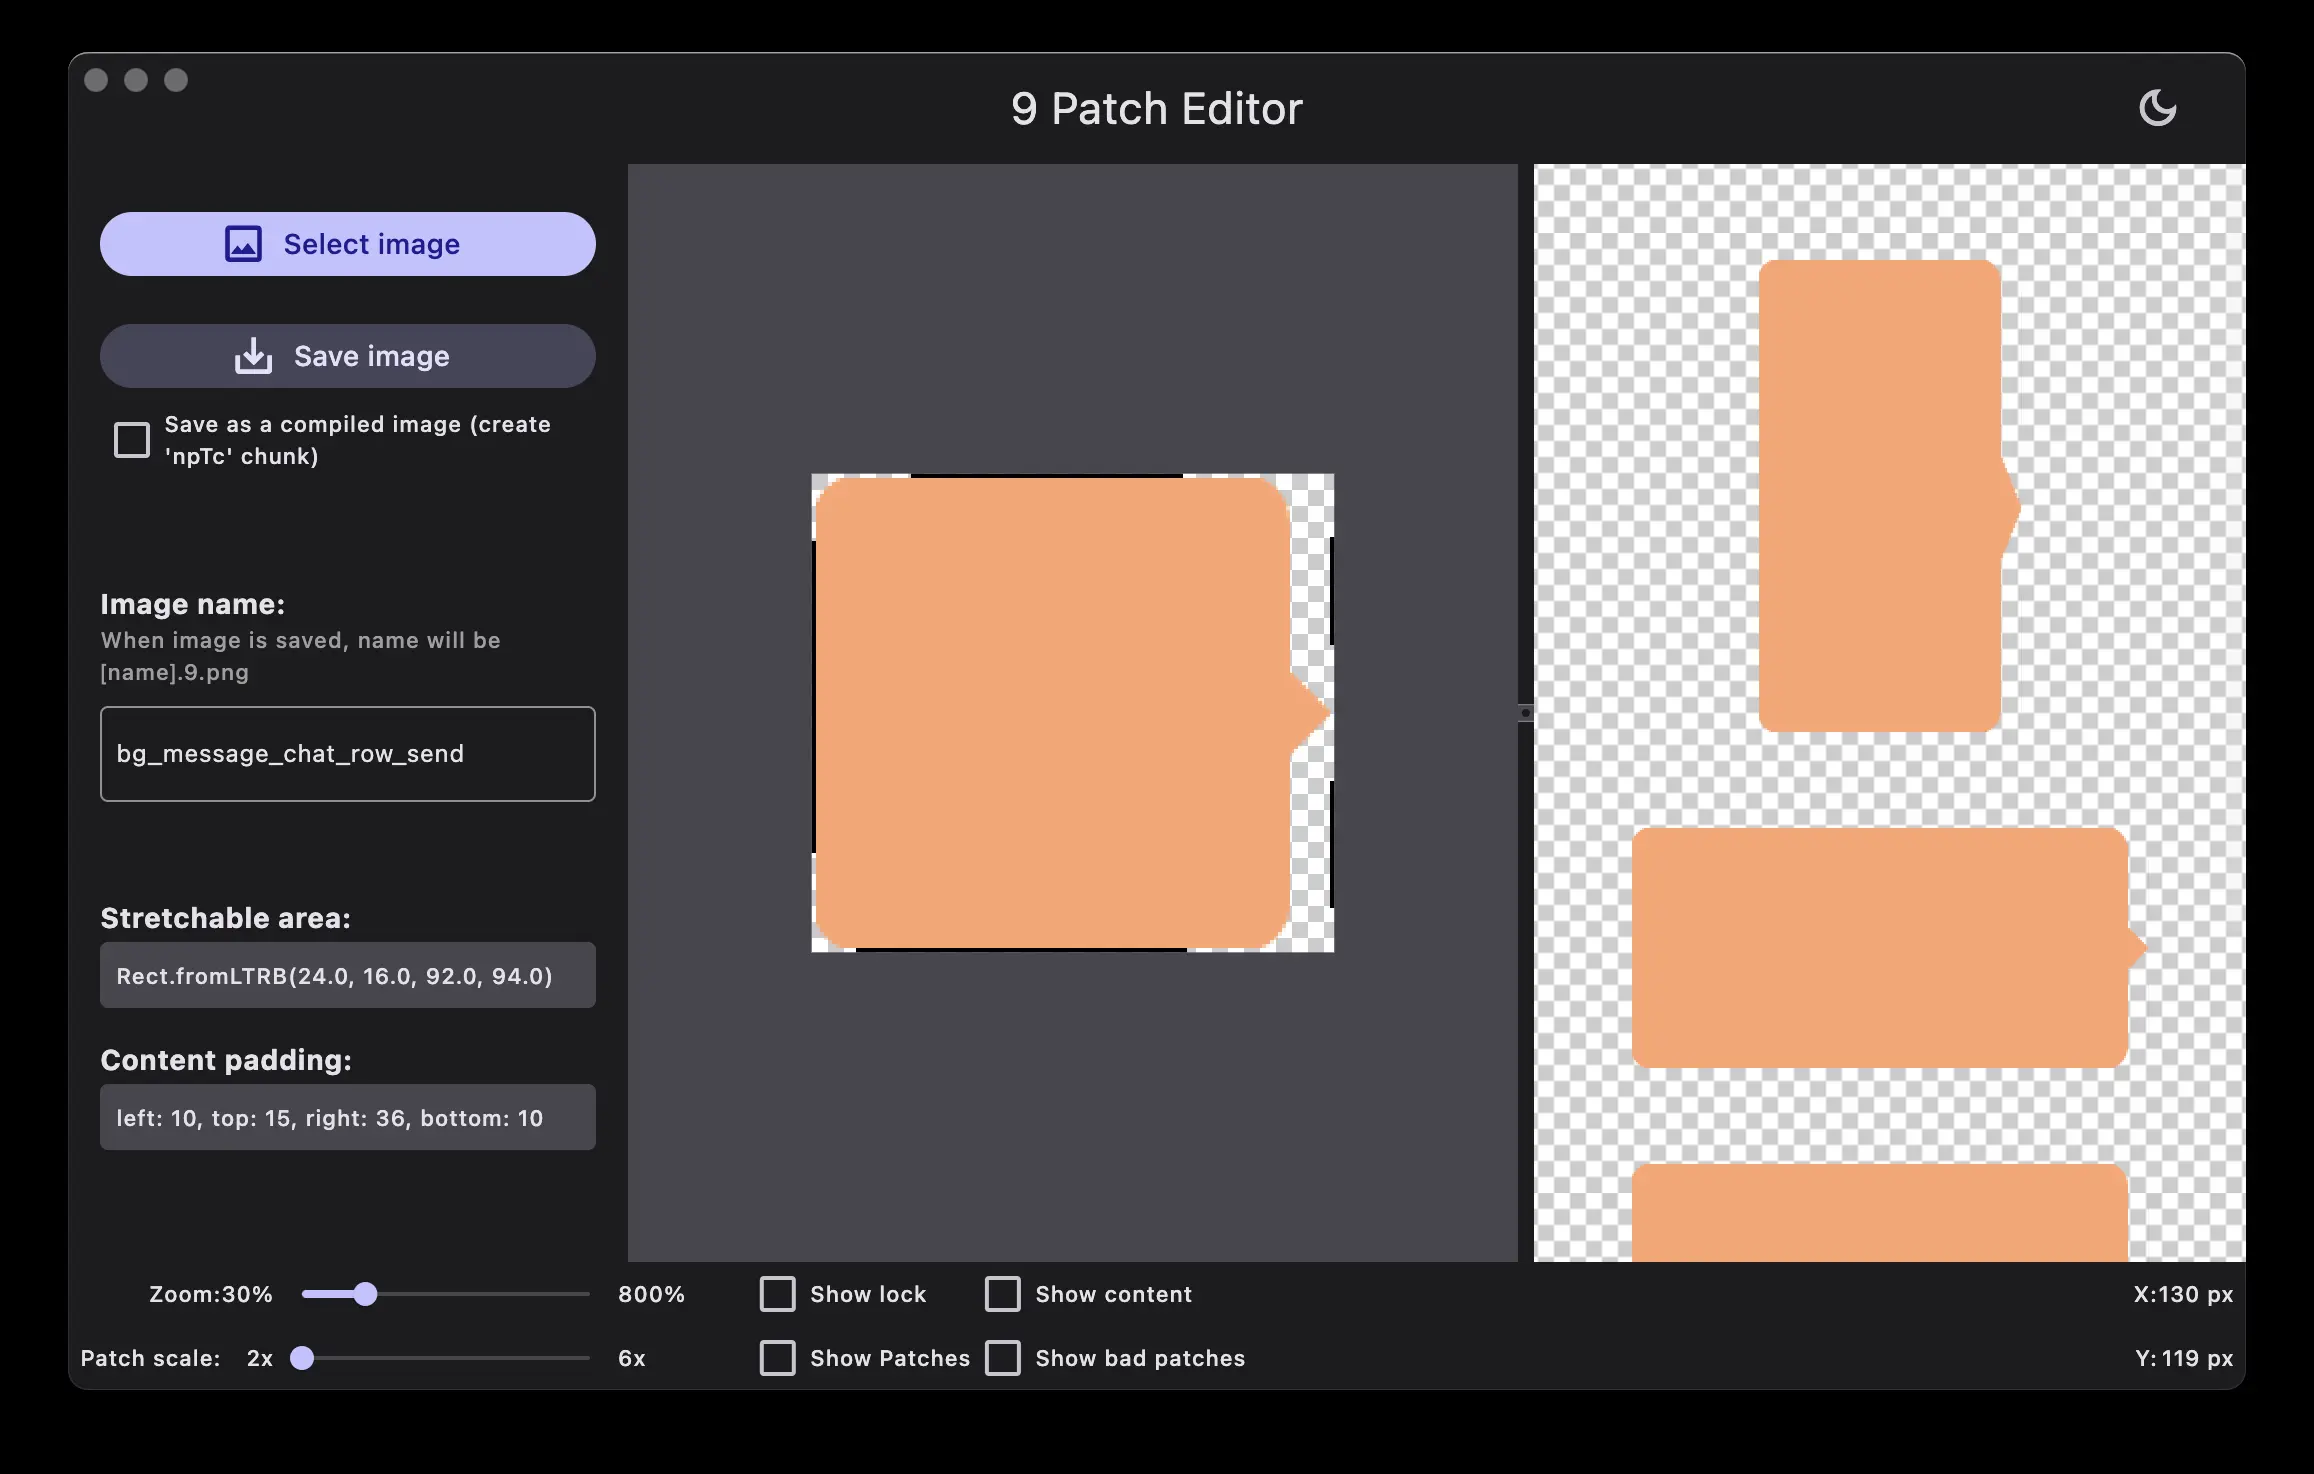 9 Patch Editor
Select image
Save image
Save as a compiled image (create
'npTc' chunk)
Image name:
When image is saved, name will be
[name].9.png
bg_message_chat_row_send
Stretchable area:
Rect.fromLTRB(24.0, 16.0, 92.0, 94.0)
Content padding:
left: 10, top: 15, right: 36, bottom: 10
Zoom:30% 800% Show lock Show content X:130 px
Patch scale: 2x 6x Show Patches Show bad patches Y: 119 px